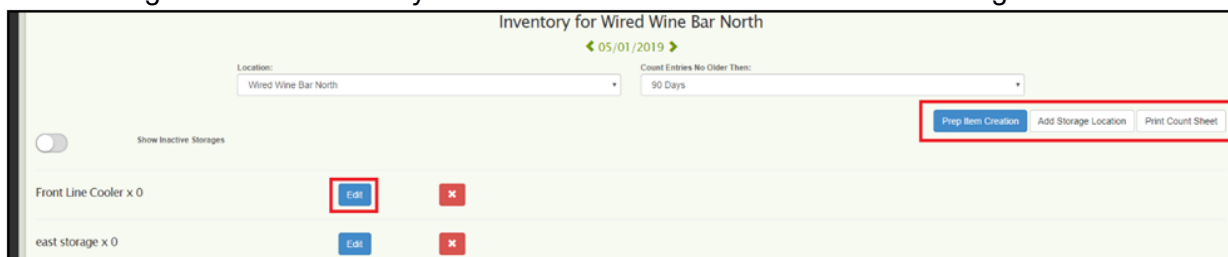 Inventory for Wired Wine Bar North
05/01/2019
Location:
Count Entries No Older Then:
Wired Wine Bar North
90 Days
Prep Item Creation
Add Storage Location
Print Count Sheet
Show Inactive Storages
Front Line Cooler x 0
Edit
east storage x 0
Edit